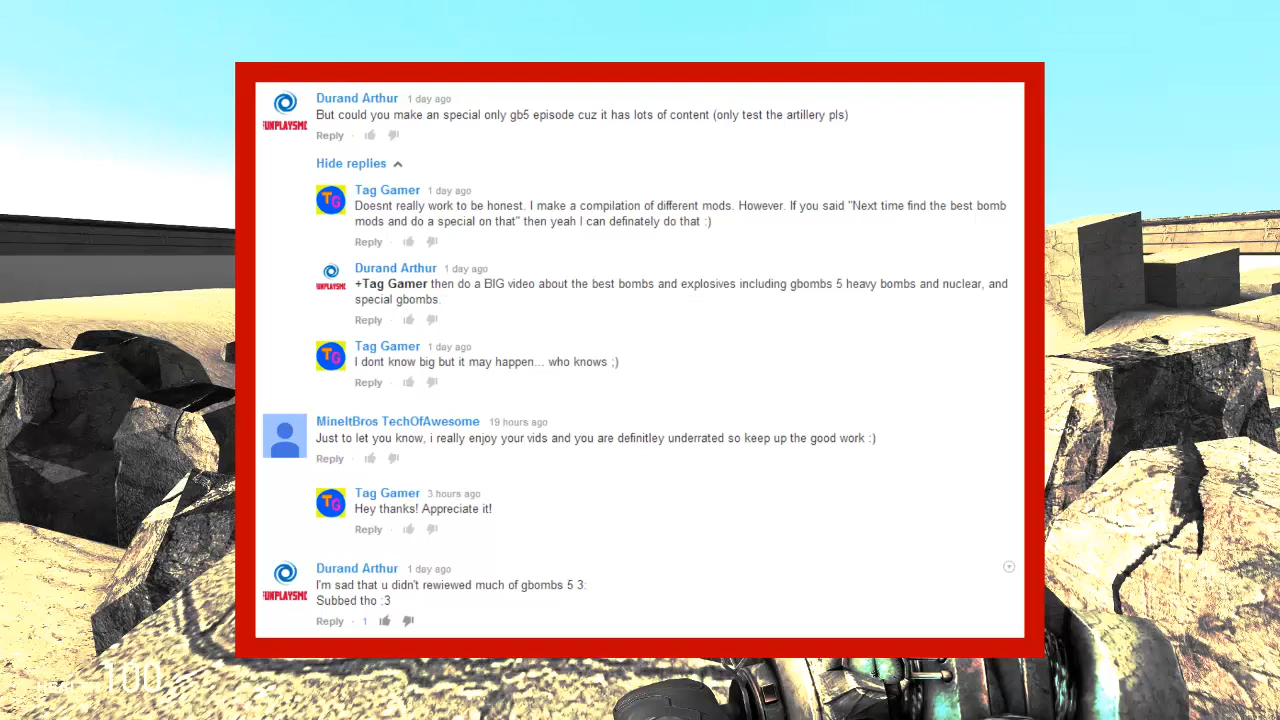 Durand Arthur 1 day ago
But could you make an special only gb5 episode cuz it has lots of content (only test the artillery pls)
Reply
Hide replies
Tag Gamer 1 day ago
Doesnt really work to be honest. I make a compilation of different mods. However. If you said "Next time find the best bomb
mods and do a special on that" then yeah I can definately do that :)
Reply
Durand Arthur 1 day ago
+Tag Gamer then do a BIG video about the best bombs and explosives including gbombs 5 heavy bombs and nuclear, and
special gbombs.
Reply
Tag Gamer 1 day ago
I dont know big but it may happen... who knows ;)
Reply
MineItBros TechOfAwesome 19 hours ago
Just to let you know, i really enjoy your vids and you are definitley underrated so keep up the good work :)
Reply
Tag Gamer 3 hours ago
Hey thanks! Appreciate it!
Reply
Durand Arthur 1 day ago
I'm sad that u didn't rewiewed much of gbombs 5 3:
Subbed tho :3
Reply · 1
100